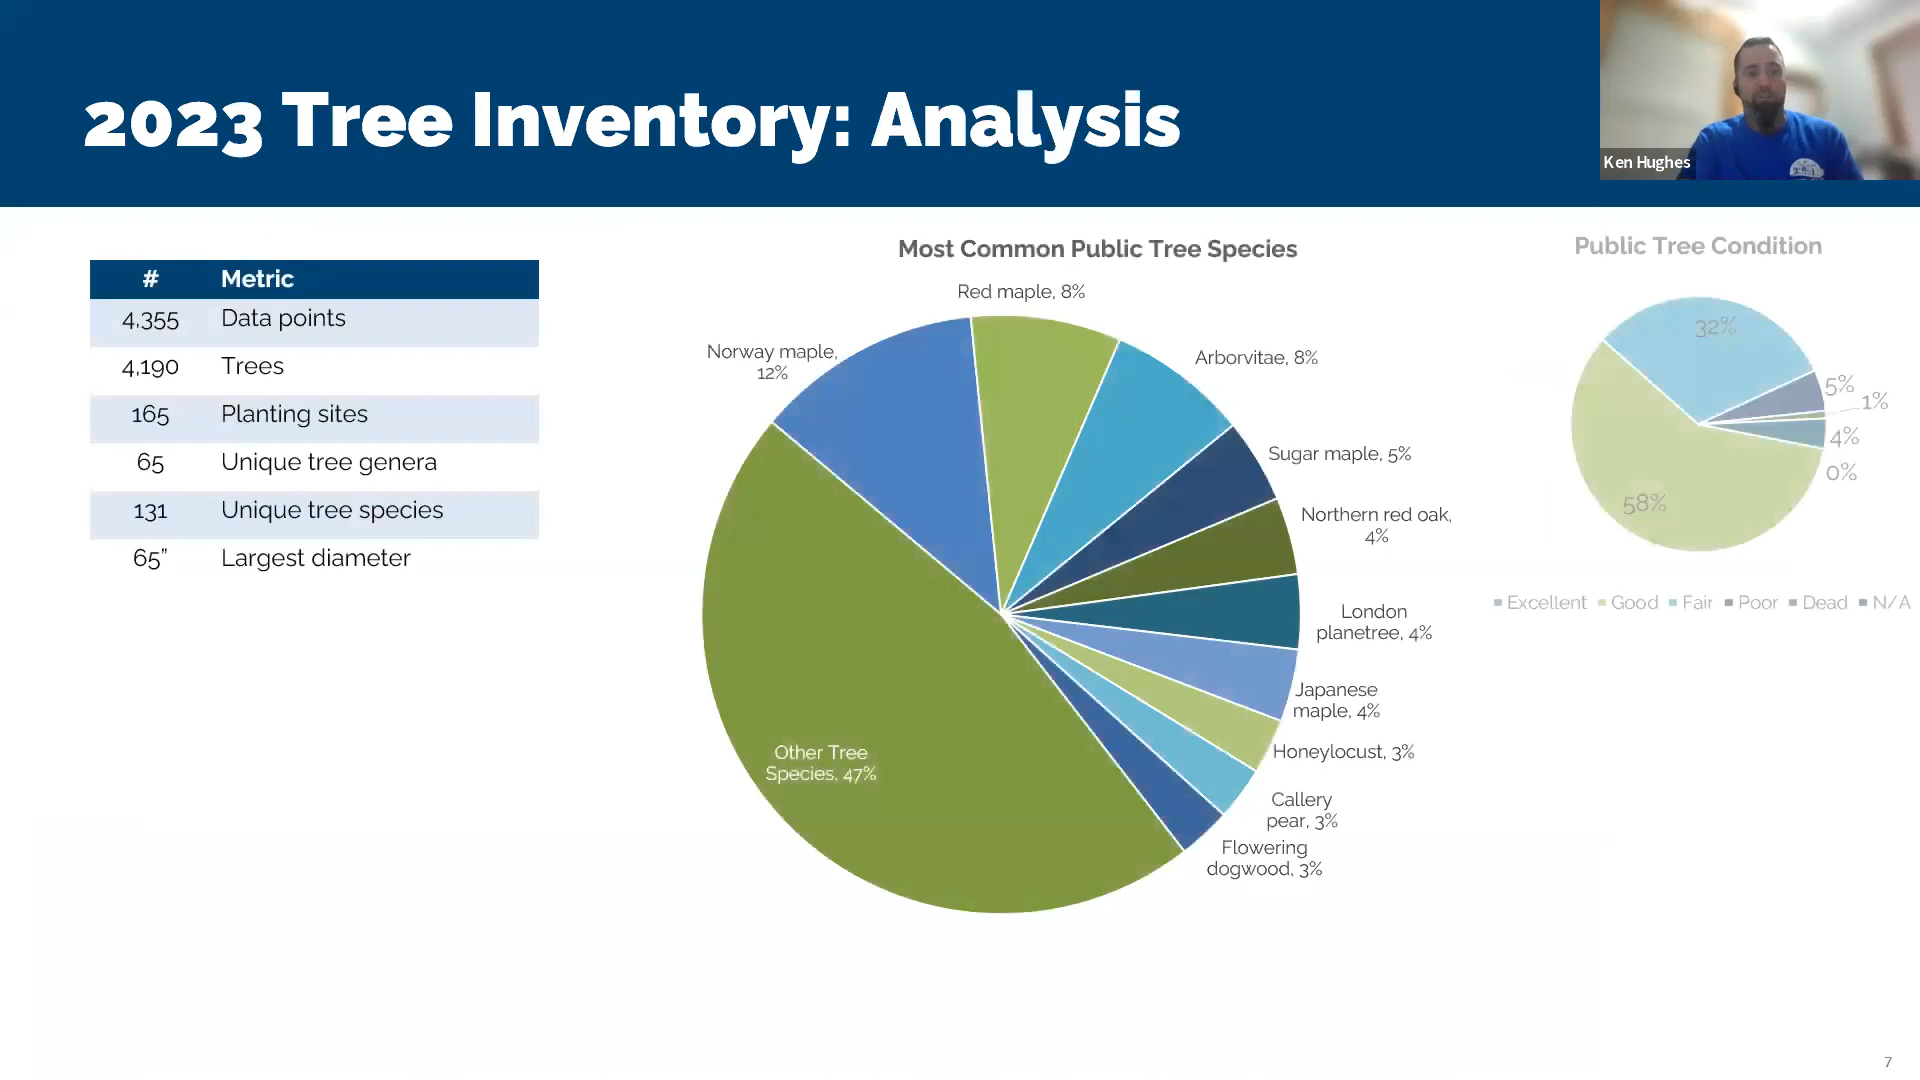 2023 Tree Inventory: Analysis
Ken Hughes
# Metric
4,355 Data points
4,190 Trees
165 Planting sites
65 Unique tree genera
131 Unique tree species
65” Largest diameter
Most Common Public Tree Species
Red maple, 8%
Norway maple,
12%
Arborvitae, 8%
Sugar maple, 5%
Northern red oak,
4%
London
planetree, 4%
Japanese
maple, 4%
Honeylocust, 3%
Callery
pear, 3%
Flowering
dogwood, 3%
Other Tree
Species, 47%
Public Tree Condition
32%
5%
1%
4%
0%
58%
Excellent Good Fair Poor Dead N/A
7